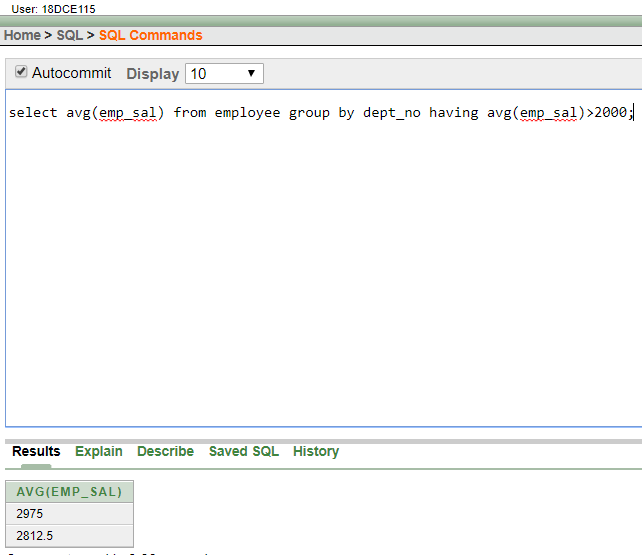 User: 18DCE115
Home > SQL > SQL Commands
Autocommit Display 10
select avg(emp_sal) from employee group by dept_no having avg(emp_sal)>2000;
Results Explain Describe Saved SQL History
AVG(EMP_SAL)
2975
2812.5